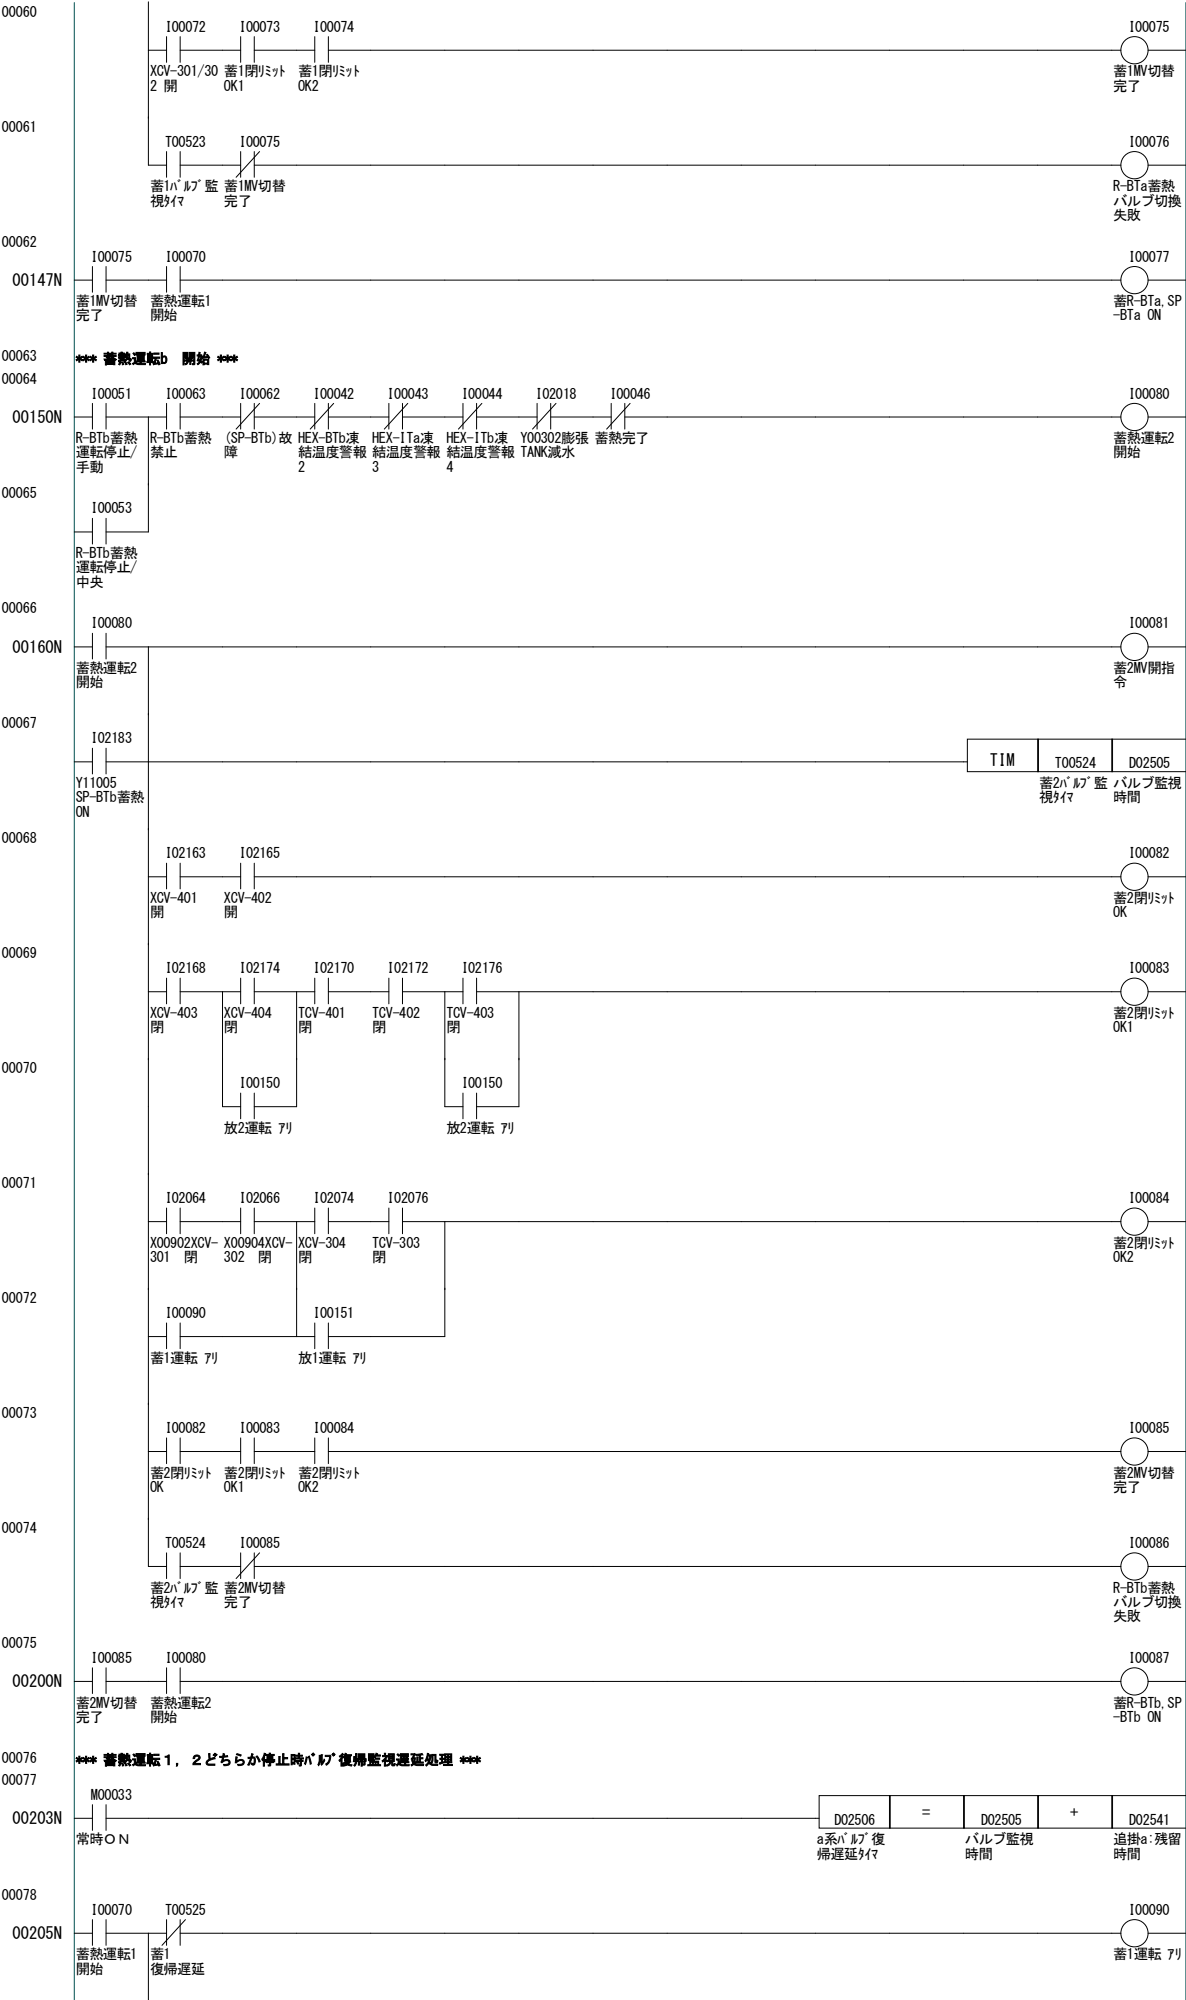 00060
I00072 I00073 I00074 I00075
XCV-301/30 蓄1閉ﾘﾐｯﾄ 蓄1閉ﾘﾐｯﾄ 蓄1MV切替
2 開 OK1 OK2 完了
00061
T00523 I00075 I00076
蓄1ﾊﾞﾙﾌﾞ監 蓄1MV切替 R-BTa蓄熱
視ﾀｲﾏ 完了 バルブ切換
失敗
00062
I00075 I00070 I00077
00147N
蓄1MV切替 蓄熱運転1 蓄R-BTa,SP
完了 開始 -BTa ON
00063 *** 蓄熱運転b 開始 ***
00064
I00051 I00063 I00062 I00042 I00043 I00044 I02018 I00046 I00080
00150N
R-BTb蓄熱 R-BTb蓄熱 (SP-BTb)故 HEX-BTb凍 HEX-ITa凍 HEX-ITb凍 Y00302膨張 蓄熱完了 蓄熱運転2
運転停止/ 禁止 障 結温度警報 結温度警報 結温度警報 TANK減水 開始
手動 2 3 4
00065
I00053
R-BTb蓄熱
運転停止/
中央
00066
I00080 I00081
00160N
蓄熱運転2 蓄2MV開指
開始 令
00067
I02183
TIM T00524 D02505
Y11005 蓄2ﾊﾞﾙﾌﾞ監 バルブ監視
SP-BTb蓄熱 視ﾀｲﾏ 時間
ON
00068
I02163 I02165 I00082
XCV-401 XCV-402 蓄2閉ﾘﾐｯﾄ
開 開 OK
00069
I02168 I02174 I02170 I02172 I02176 I00083
XCV-403 XCV-404 TCV-401 TCV-402 TCV-403 蓄2閉ﾘﾐｯﾄ
閉 閉 閉 閉 閉 OK1
00070
I00150 I00150
放2運転 ｱﾘ 放2運転 ｱﾘ
00071
I02064 I02066 I02074 I02076 I00084
X00902XCV- X00904XCV- XCV-304 TCV-303 蓄2閉ﾘﾐｯﾄ
301 閉 302 閉 閉 閉 OK2
00072
I00090 I00151
蓄1運転 ｱﾘ 放1運転 ｱﾘ
00073
I00082 I00083 I00084 I00085
蓄2閉ﾘﾐｯﾄ 蓄2閉ﾘﾐｯﾄ 蓄2閉ﾘﾐｯﾄ 蓄2MV切替
OK OK1 OK2 完了
00074
T00524 I00085 I00086
蓄2ﾊﾞﾙﾌﾞ監 蓄2MV切替 R-BTb蓄熱
視ﾀｲﾏ 完了 バルブ切換
失敗
00075
I00085 I00080 I00087
00200N
蓄2MV切替 蓄熱運転2 蓄R-BTb,SP
完了 開始 -BTb ON
00076 *** 蓄熱運転１，２どちらか停止時ﾊﾞﾙﾌﾞ復帰監視遅延処理 ***
00077
M00033
00203N D02506 = D02505 + D02541
常時ＯＮ a系ﾊﾞﾙﾌﾞ復 バルブ監視 追掛a:残留
帰遅延ﾀｲﾏ 時間 時間
00078
I00070 T00525 I00090
00205N
蓄熱運転1 蓄1 蓄1運転 ｱﾘ
開始 復帰遅延